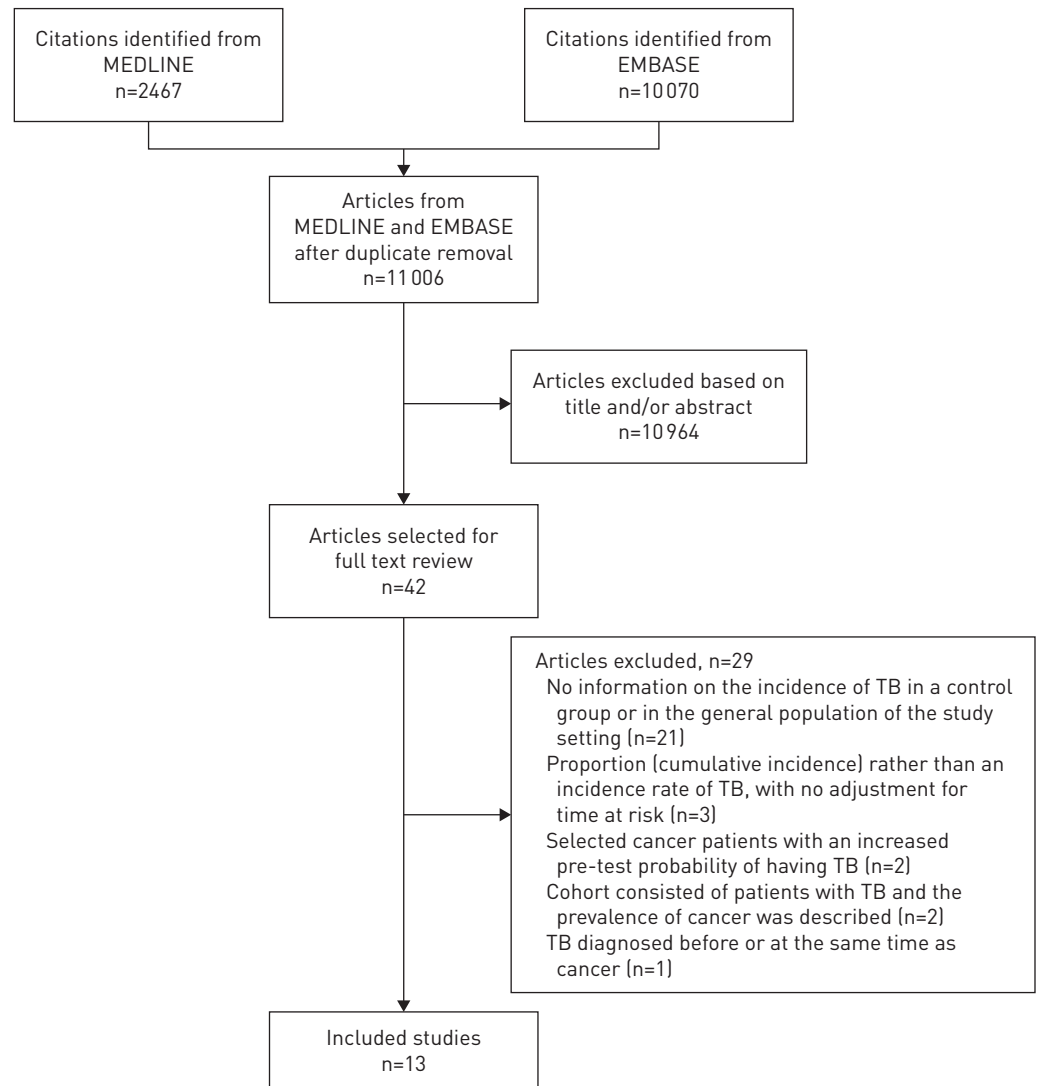 Citations identified from
MEDLINE
n=2467
Citations identified from
EMBASE
n=10 070
Articles from
MEDLINE and EMBASE
after duplicate removal
n=11 006
Articles excluded based on
title and/or abstract
n=10 964
Articles selected for
full text review
n=42
Articles excluded, n=29
No information on the incidence of TB in a control
group or in the general population of the study
setting (n=21)
Proportion (cumulative incidence) rather than an
incidence rate of TB, with no adjustment for
time at risk (n=3)
Selected cancer patients with an increased
pre-test probability of having TB (n=2)
Cohort consisted of patients with TB and the
prevalence of cancer was described (n=2)
TB diagnosed before or at the same time as
cancer (n=1)
Included studies
n=13